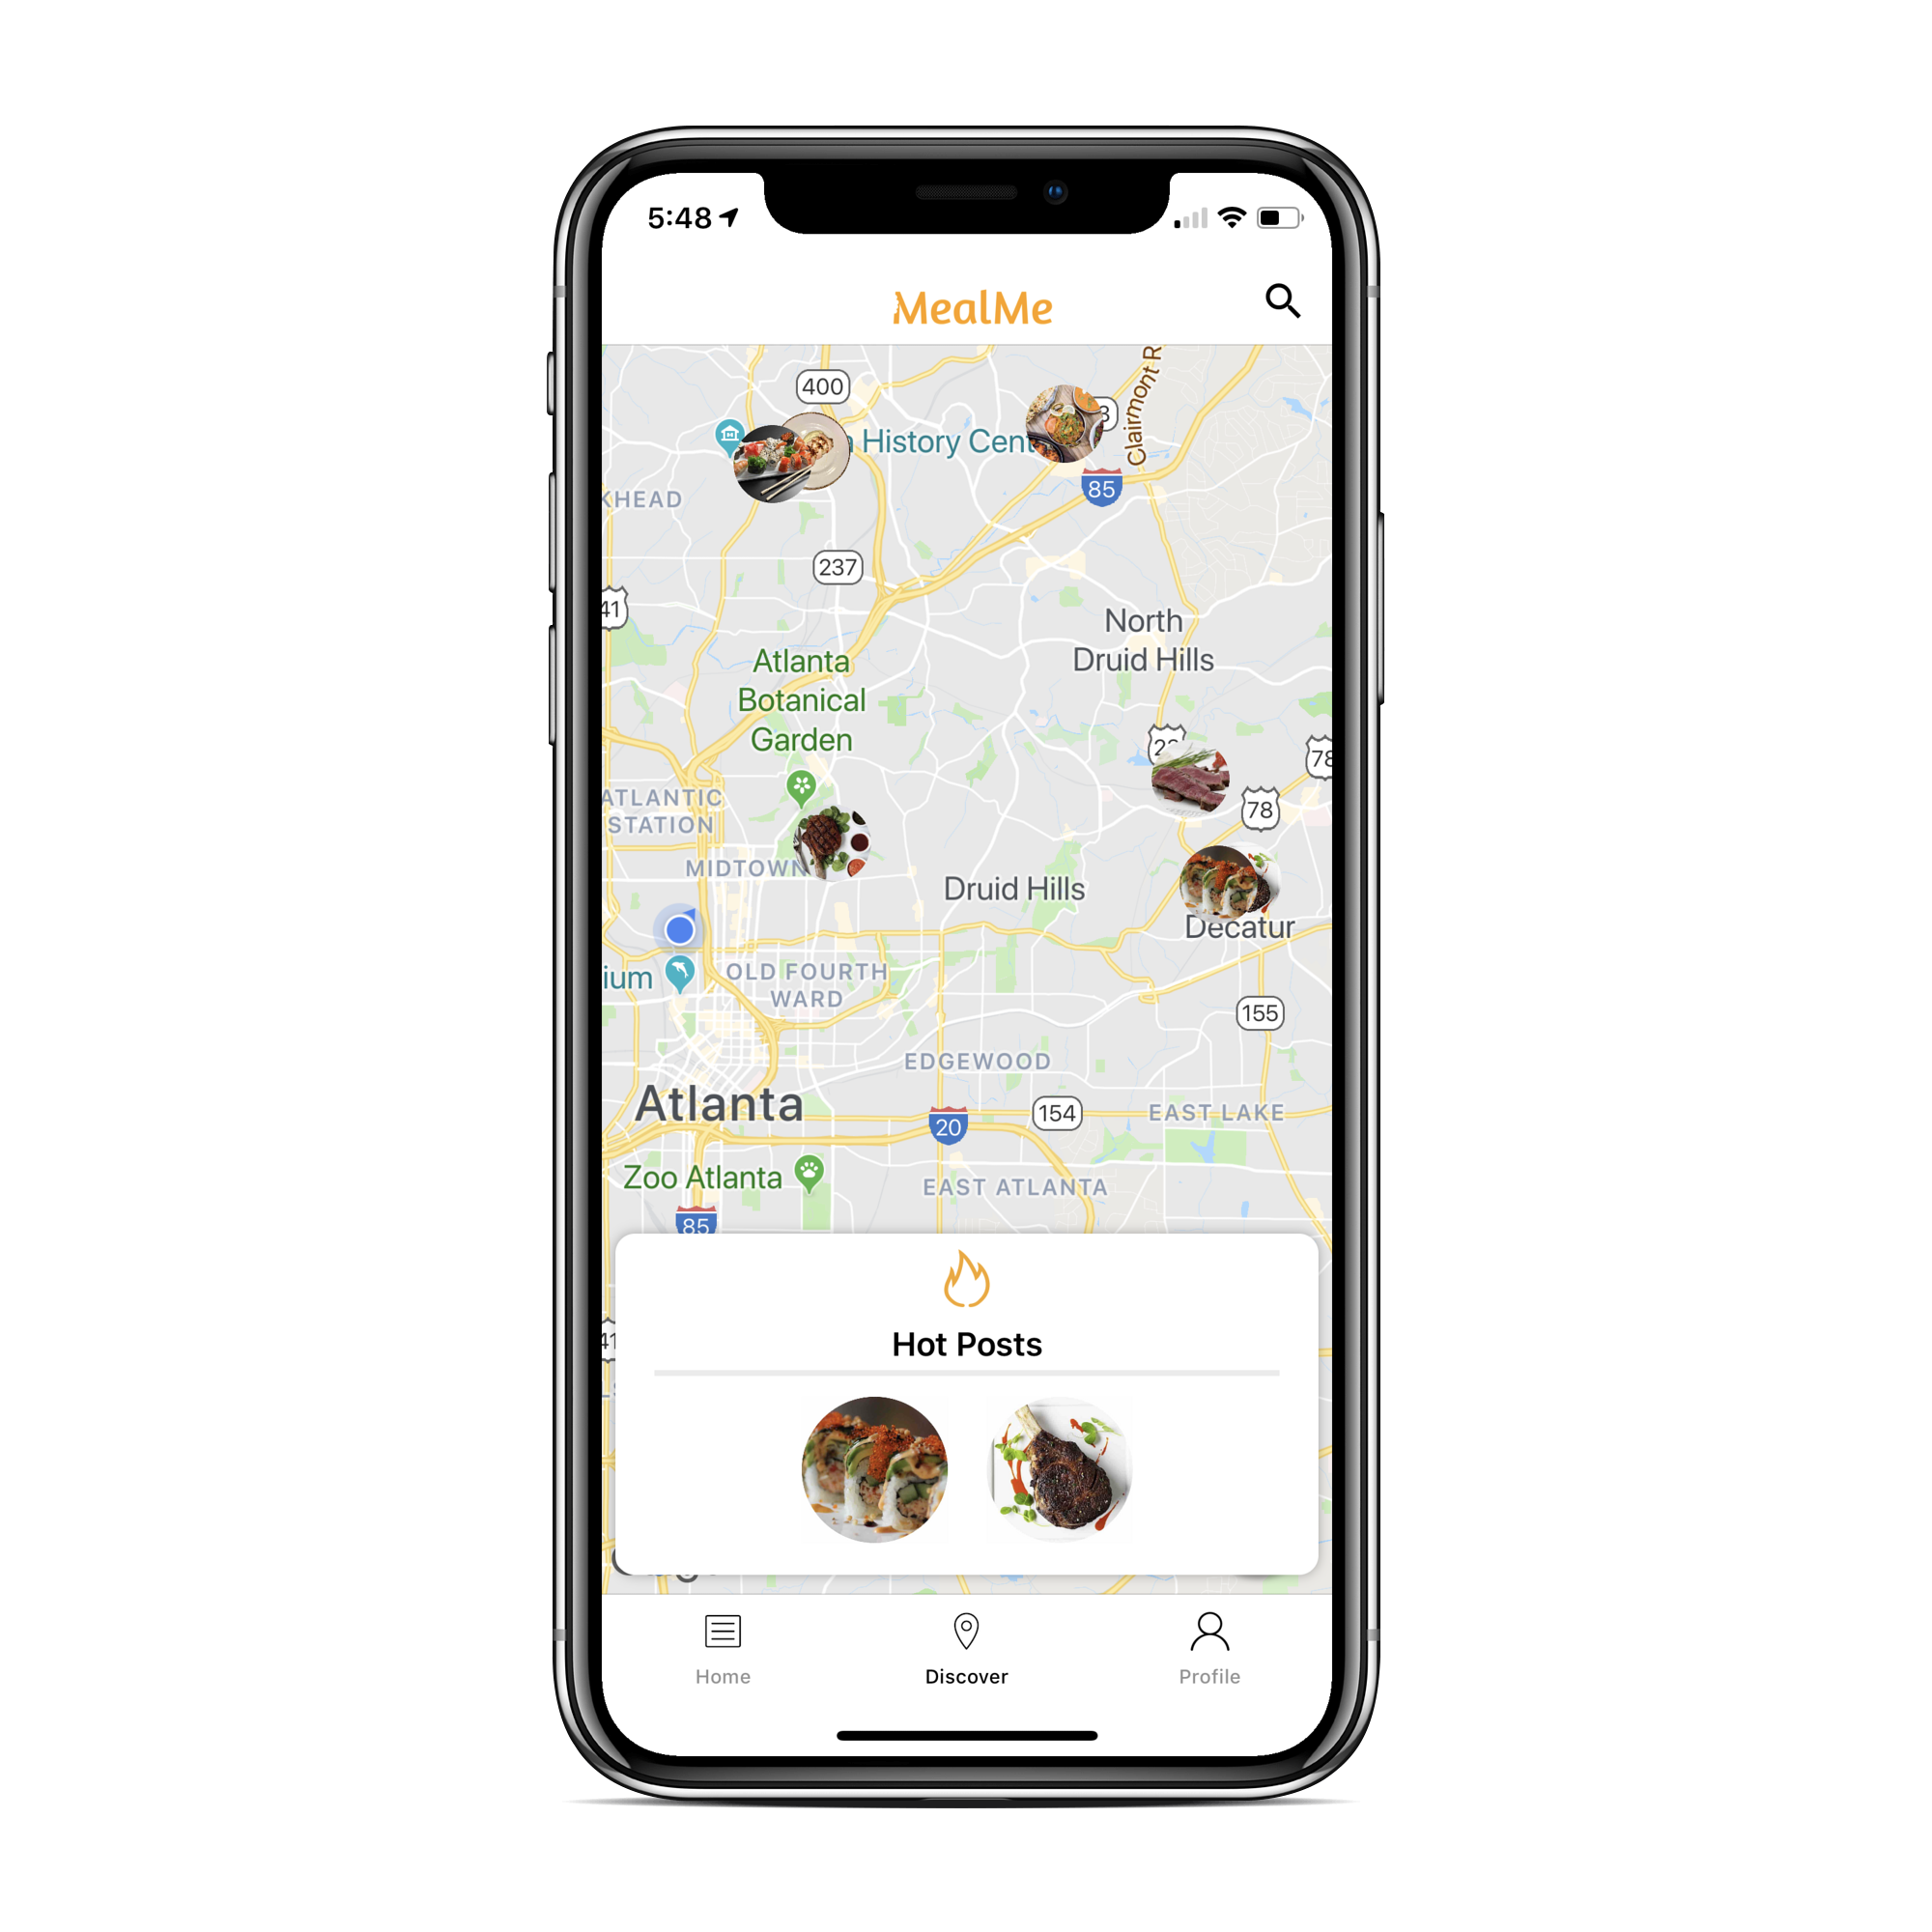 5:48
MealMe
400
Clairmont R
History Cent
85
KHEAD
237
41
North
Druid Hills
Atlanta
Botanical
Garden
78
ATLANTIC
STATION
78
MIDTOWN
Druid Hills
Decatur
ium
OLD FOURTH
WARD
155
EDGEWOOD
Atlanta
20
154
EAST LAKE
Zoo Atlanta
EAST ATLANTA
85
Hot Posts
41
Home
Discover
Profile